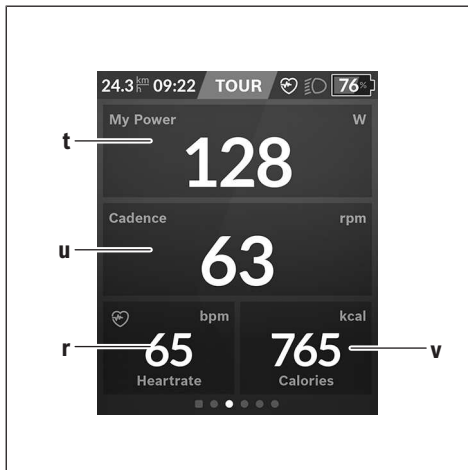 24.3 km/h 09:22 TOUR 76%
My Power W
t
128
Cadence rpm
u
63
bpm kcal
r 65 765 v
Heartrate Calories